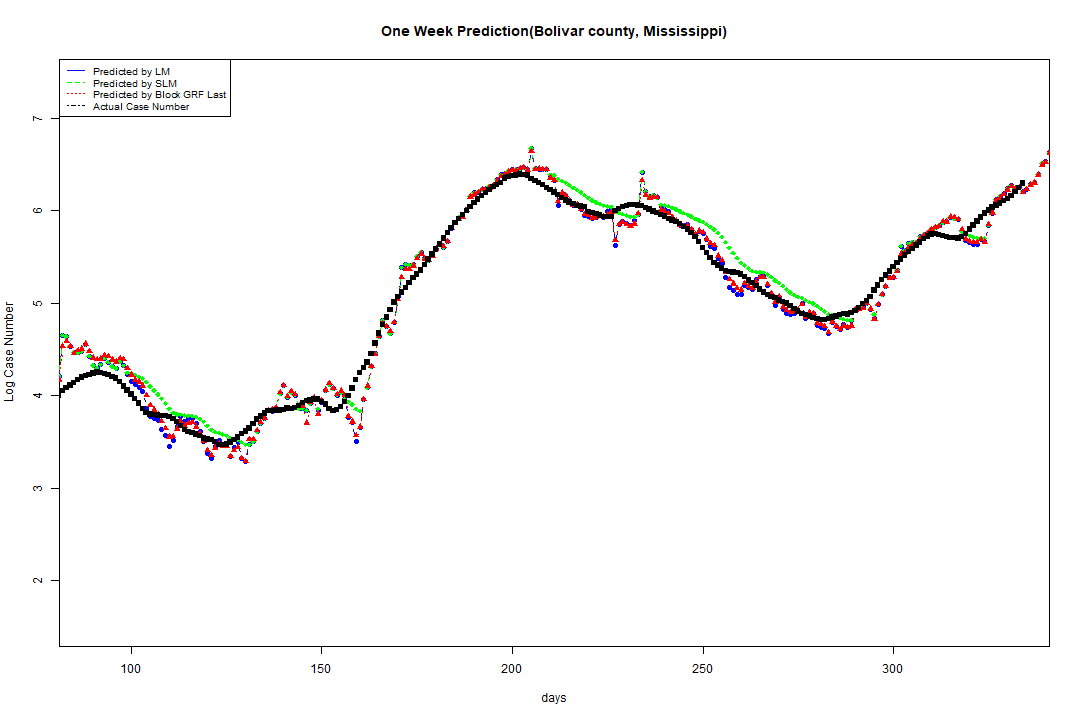 One Week Prediction(Bolivar county, Mississippi)
Predicted by LM
Predicted by SLM
Predicted by Block GRF Last
Actual Case Number
7
6
5
4
3
2
Log Case Number
100 150 200 250 300
days